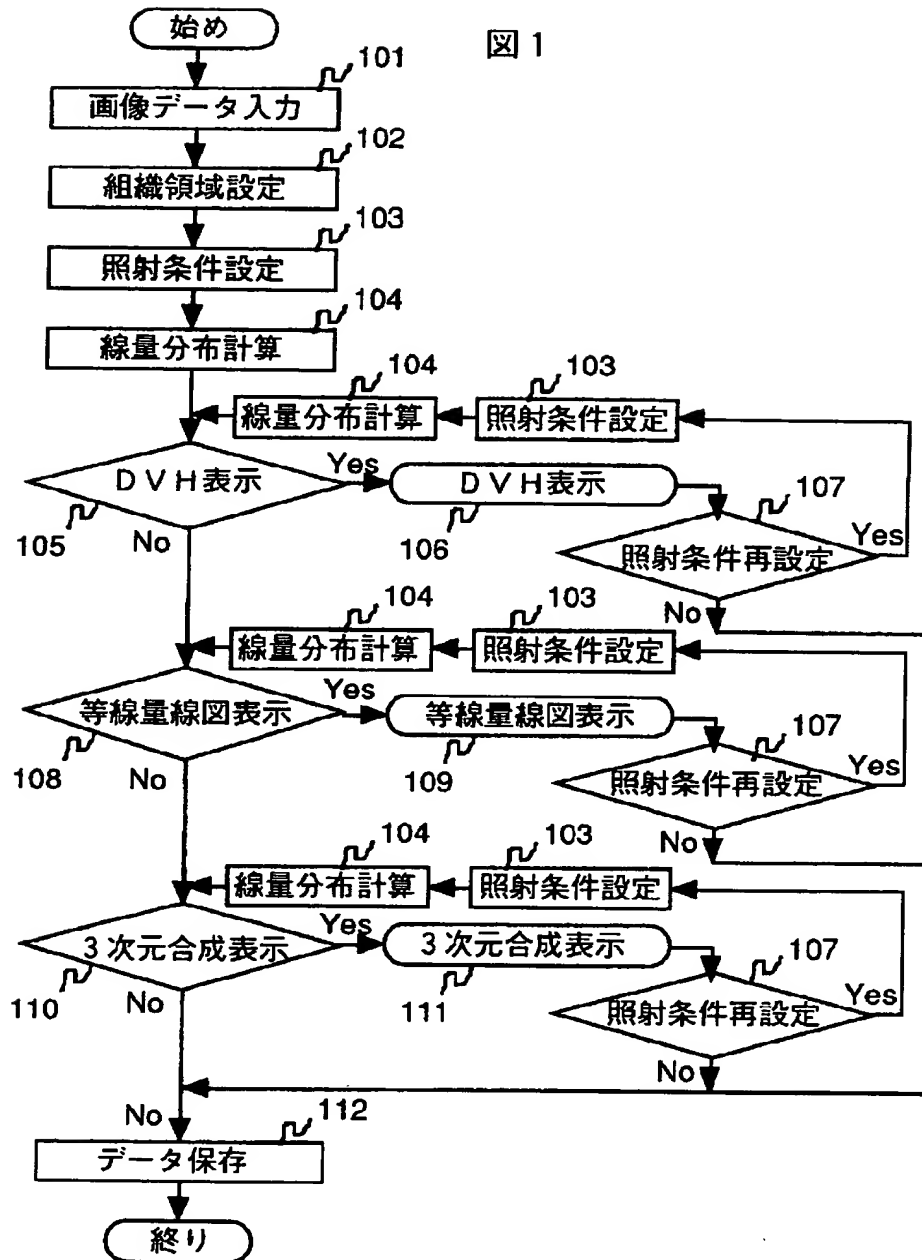 始め
図1
101
画像データ入力
102
組織領域設定
103
照射条件設定
104
線量分布計算
104
103
線量分布計算
照射条件設定
DVH表示
Yes
DVH表示
107
105
No
106
照射条件再設定
Yes
No
104
103
線量分布計算
照射条件設定
等線量線図表示
Yes
等線量線図表示
107
108
No
109
照射条件再設定
Yes
No
104
103
線量分布計算
照射条件設定
3次元合成表示
Yes
3次元合成表示
107
110
No
111
照射条件再設定
Yes
No
No
112
データ保存
終り